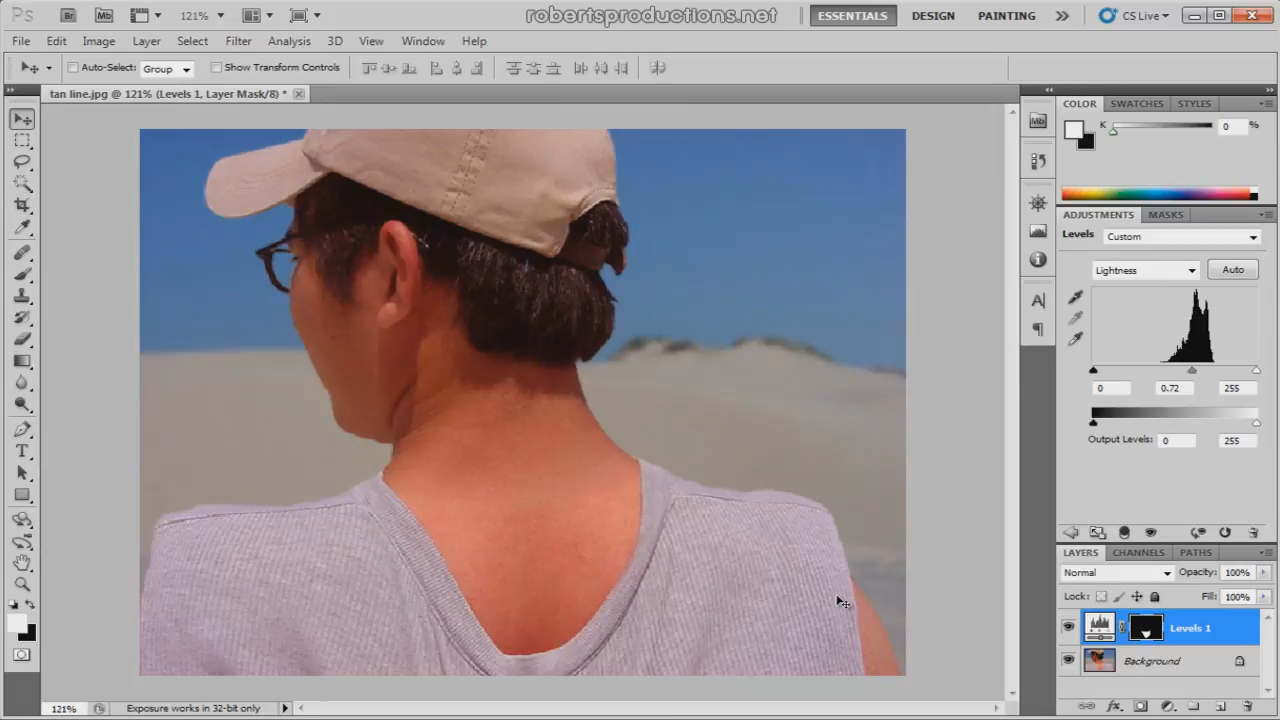 Ps Br Mb 121% robertsproductions.net ESSENTIALS DESIGN PAINTING CS Live
File Edit Image Layer Select Filter Analysis 3D View Window Help
Auto-Select: Group Show Transform Controls
tan line.jpg @ 121% (Levels 1, Layer Mask/8) *
COLOR SWATCHES STYLES
K 0 %
Mb
ADJUSTMENTS MASKS
Levels Custom
Lightness Auto
A
0 0.72 255
Output Levels: 0 255
T
LAYERS CHANNELS PATHS
Normal Opacity: 100%
Lock: Fill: 100%
Levels 1
Background
fx
121% Exposure works in 32-bit only